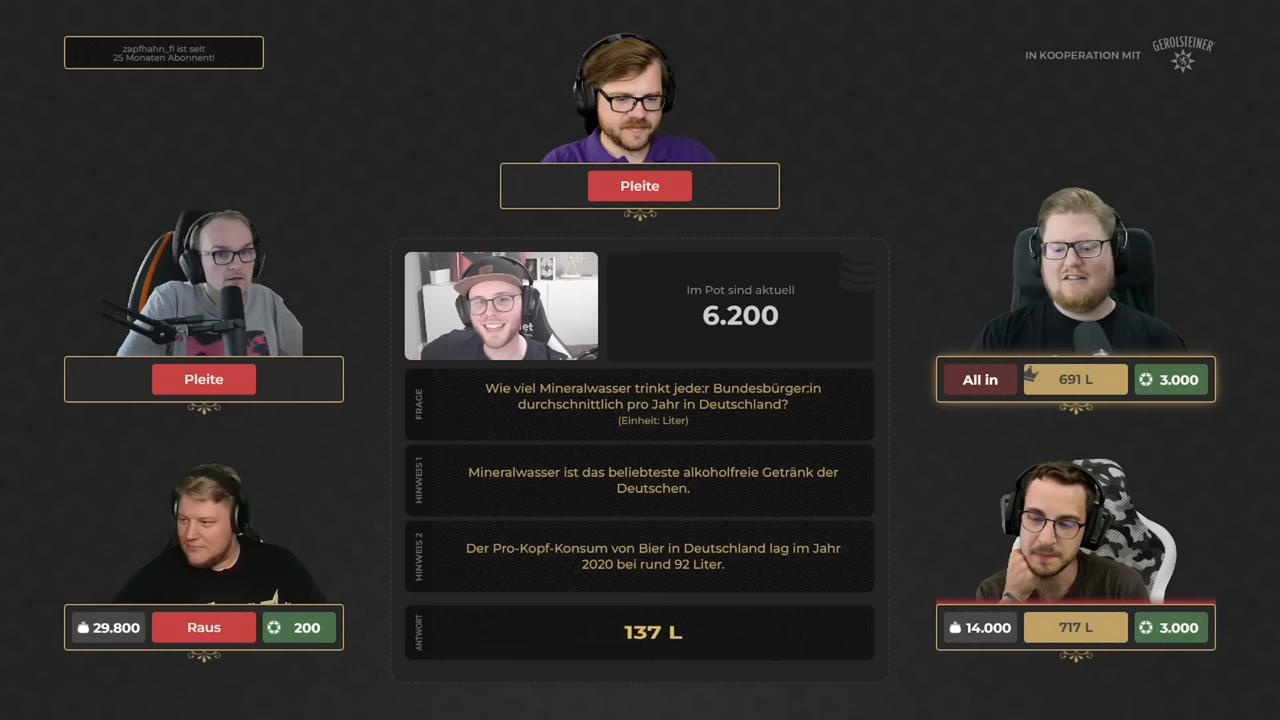 zapfhahn_fl ist seit
25 Monaten Abonnent!
IN KOOPERATION MIT
GEROLSTEINER
Pleite
Pleite
Im Pot sind aktuell
6.200
All in
691 L
3.000
FRAGE
Wie viel Mineralwasser trinkt jede:r Bundesbürger:in
durchschnittlich pro Jahr in Deutschland?
(Einheit: Liter)
HINWEIS 1
Mineralwasser ist das beliebteste alkoholfreie Getränk der
Deutschen.
HINWEIS 2
Der Pro-Kopf-Konsum von Bier in Deutschland lag im Jahr
2020 bei rund 92 Liter.
29.800
Raus
200
ANTWORT
137 L
14.000
717 L
3.000